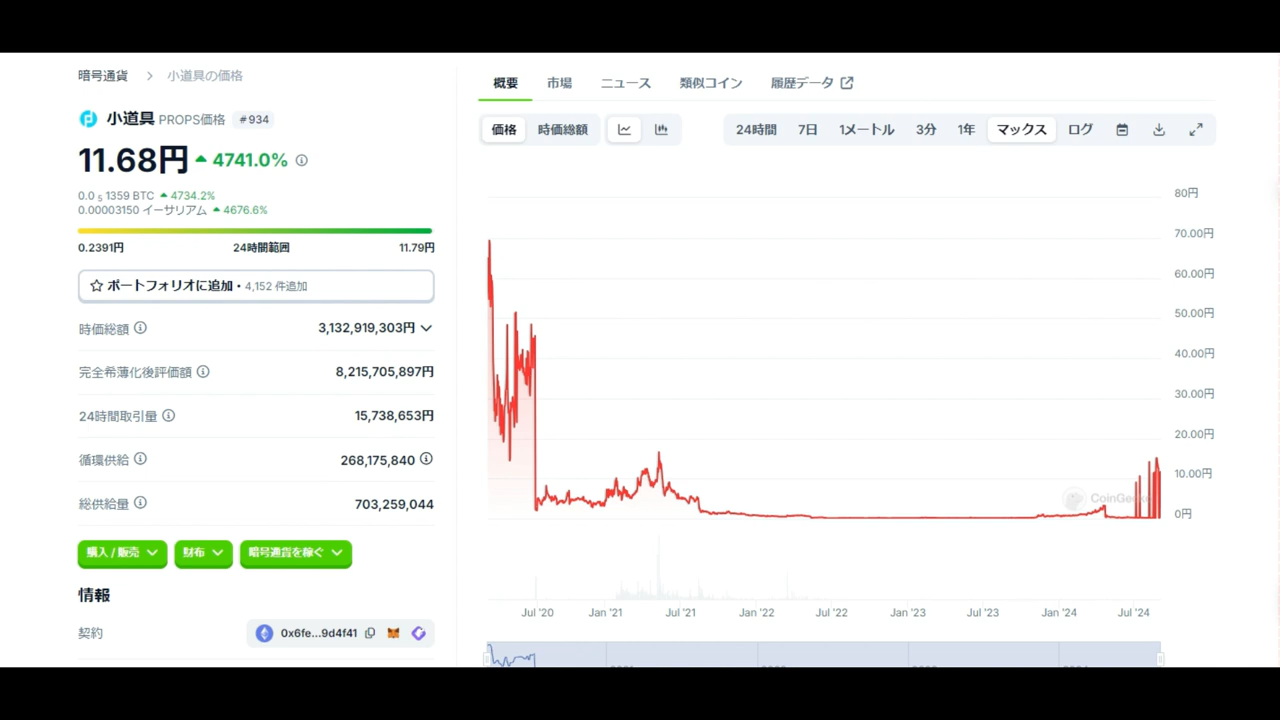 暗号通貨 > 小道具の価格
小道具 PROPS価格 #934
11.68円 ▲ 4741.0%
0.0₅1359 BTC ▲ 4734.2%
0.00003150 イーサリアム ▲ 4676.6%
0.2391円 24時間範囲 11.79円
ポートフォリオに追加 • 4,152 件追加
時価総額 3,132,919,303円
完全希薄化後評価額 8,215,705,897円
24時間取引量 15,738,653円
循環供給 268,175,840
総供給量 703,259,044
購入 / 販売 財布 暗号通貨を稼ぐ
情報
契約 0x6fe...9d4f41
概要 市場 ニュース 類似コイン 履歴データ
価格 時価総額 24時間 7日 1メートル 3分 1年 マックス ログ
80円
70.00円
60.00円
50.00円
40.00円
30.00円
20.00円
10.00円
0円
CoinGecko
Jul '20 Jan '21 Jul '21 Jan '22 Jul '22 Jan '23 Jul '23 Jan '24 Jul '24